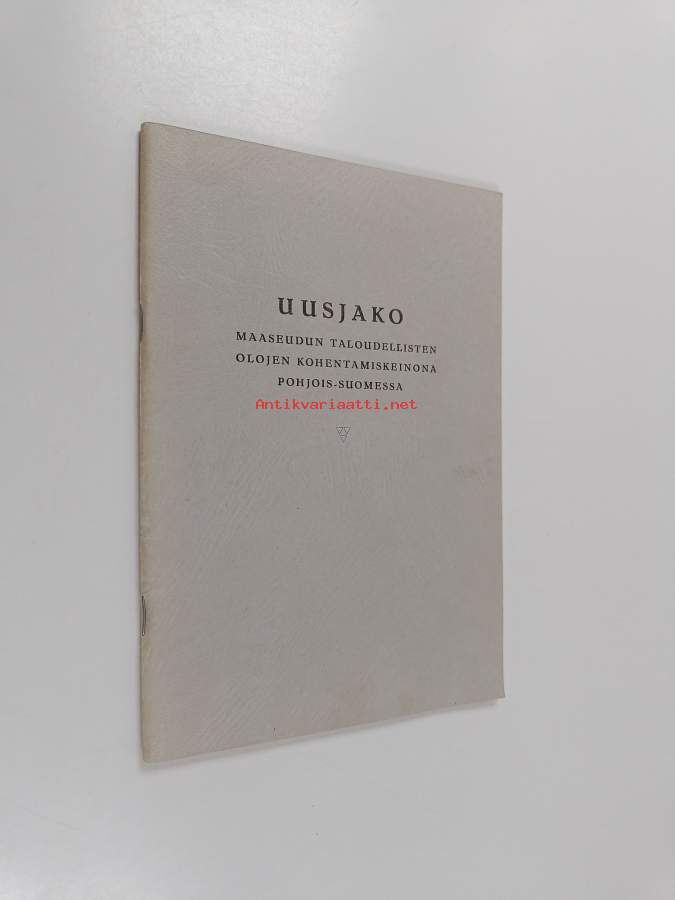 UUSJAKO
MAASEUDUN TALOUDELLISTEN
OLOJEN KOHENTAMISKEINONA
POHJOIS-SUOMESSA
Antikvariaatti.net